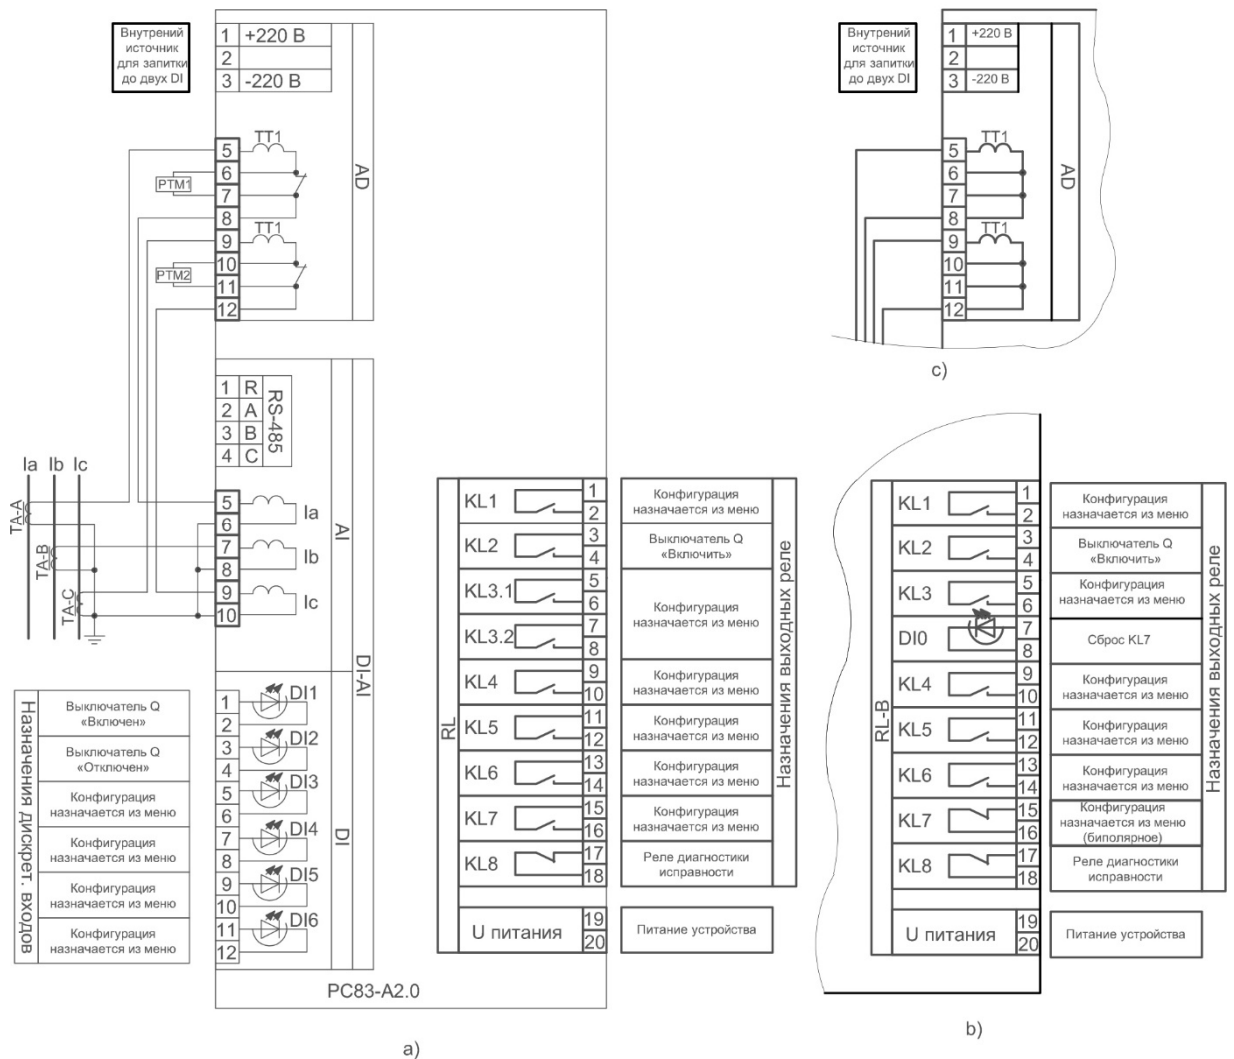 Внутрений
источник
для запитки
до двух DI
1 +220 В
2
3 -220 В
5
6
7
8
9
10
11
12
ТТ1
ТТ1
РТМ1
РТМ2
AD
1 R
2 A
3 B
4 C
RS-485
Ia Ib Ic
TA-A
TA-B
TA-C
5
6
7
8
9
10
Ia
Ib
Ic
AI
DI-AI
Назначения дискрет. входов
Выключатель Q
«Включен»
Выключатель Q
«Отключен»
Конфигурация
назначается из меню
Конфигурация
назначается из меню
Конфигурация
назначается из меню
Конфигурация
назначается из меню
1
2
3
4
5
6
7
8
9
10
11
12
DI1
DI2
DI3
DI4
DI5
DI6
DI
РС83-А2.0
RL
KL1
KL2
KL3.1
KL3.2
KL4
KL5
KL6
KL7
KL8
U питания
1
2
3
4
5
6
7
8
9
10
11
12
13
14
15
16
17
18
19
20
Конфигурация
назначается из меню
Выключатель Q
«Включить»
Конфигурация
назначается из меню
Конфигурация
назначается из меню
Конфигурация
назначается из меню
Конфигурация
назначается из меню
Конфигурация
назначается из меню
Реле диагностики
исправности
Питание устройства
Назначения выходных реле
а)
Внутрений
источник
для запитки
до двух DI
1 +220 В
2
3 -220 В
5
6
7
8
9
10
11
12
ТТ1
ТТ1
AD
с)
RL-B
KL1
KL2
KL3
DI0
KL4
KL5
KL6
KL7
KL8
U питания
1
2
3
4
5
6
7
8
9
10
11
12
13
14
15
16
17
18
19
20
Конфигурация
назначается из меню
Выключатель Q
«Включить»
Конфигурация
назначается из меню
Сброс KL7
Конфигурация
назначается из меню
Конфигурация
назначается из меню
Конфигурация
назначается из меню
Конфигурация
назначается из меню
(биполярное)
Реле диагностики
исправности
Питание устройства
Назначения выходных реле
b)